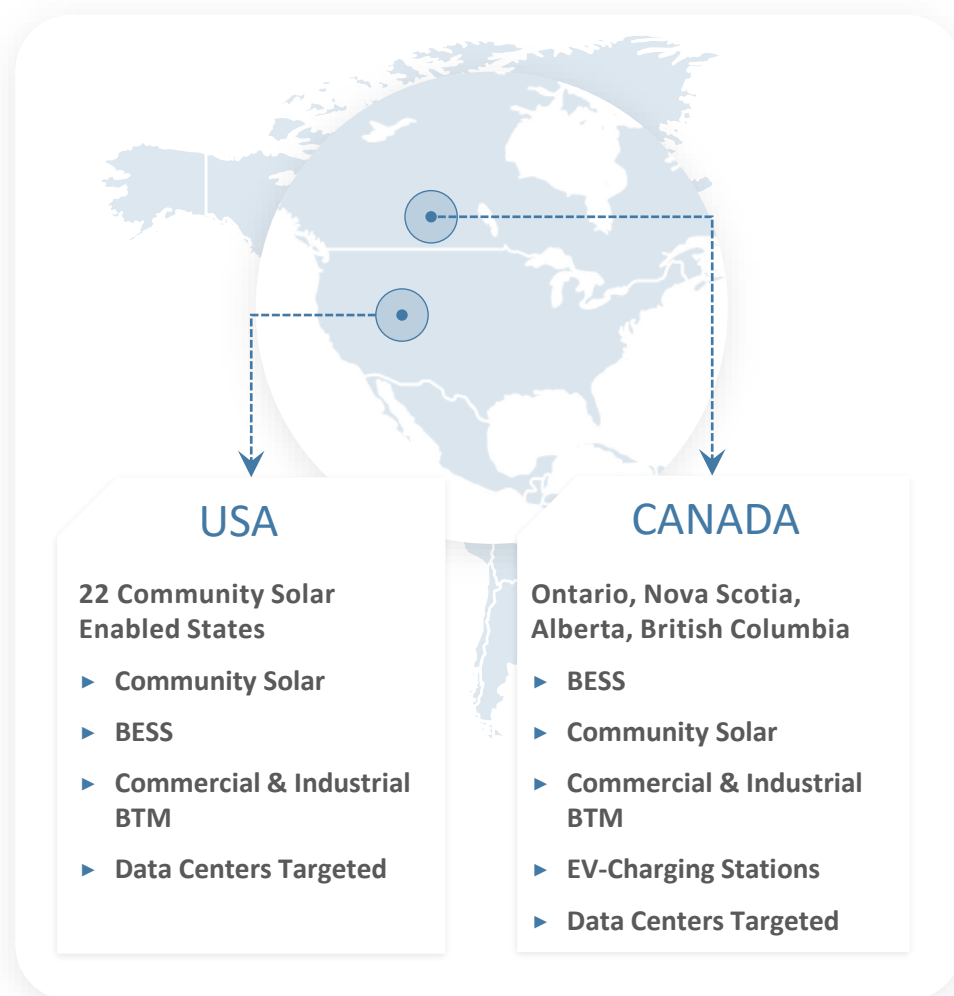 USA
22 Community Solar
Enabled States
► Community Solar
► BESS
► Commercial & Industrial
BTM
► Data Centers Targeted
CANADA
Ontario, Nova Scotia,
Alberta, British Columbia
► BESS
► Community Solar
► Commercial & Industrial
BTM
► EV-Charging Stations
► Data Centers Targeted